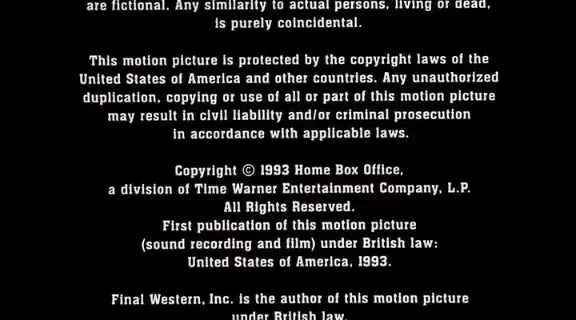 are fictional. Any similarity to actual persons, living or dead,
is purely coincidental.
This motion picture is protected by the copyright laws of the
United States of America and other countries. Any unauthorized
duplication, copying or use of all or part of this motion picture
may result in civil liability and/or criminal prosecution
in accordance with applicable laws.
Copyright © 1993 Home Box Office,
a division of Time Warner Entertainment Company, L.P.
All Rights Reserved.
First publication of this motion picture
(sound recording and film) under British law:
United States of America, 1993.
Final Western, Inc. is the author of this motion picture
under British law.